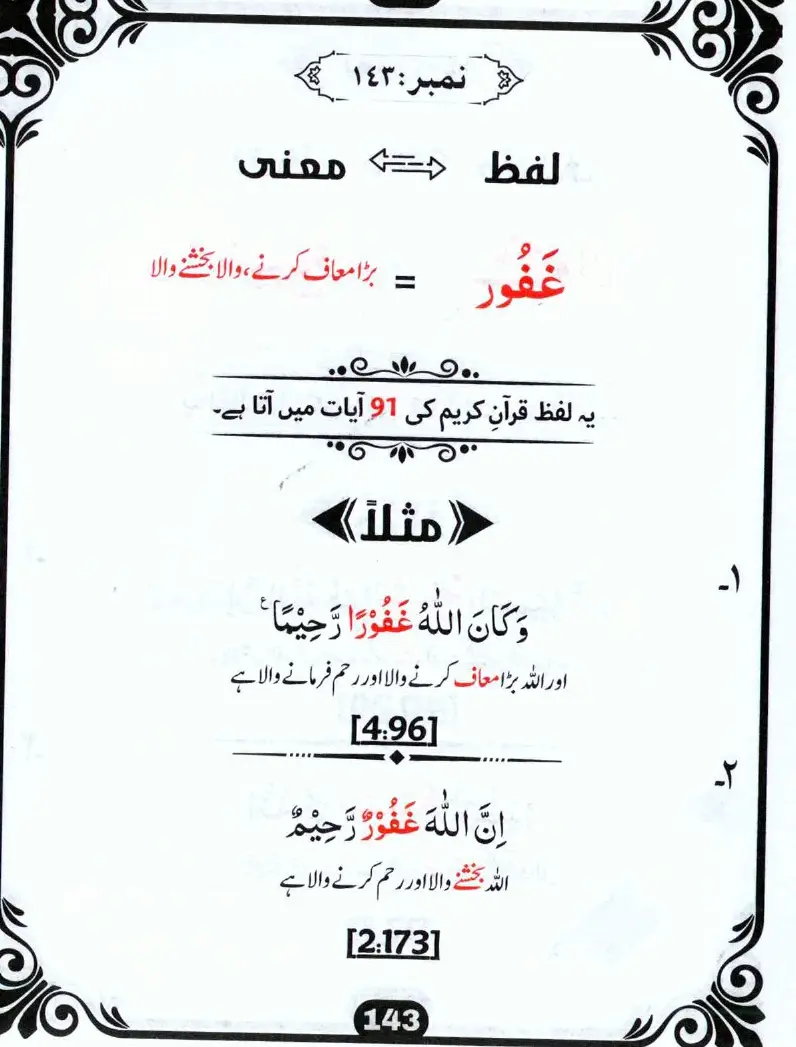 نمبر:۱۴۳
لفظ ⇐⇒ معنی
غَفُور = بڑا معاف کرنے، والا بخشنے والا
یہ لفظ قرآنِ کریم کی 91 آیات میں آتا ہے۔
مثلاً
۱۔
وَكَانَ اللّٰهُ غَفُوْرًا رَّحِیْمًا ۧ
اور اللہ بڑا معاف کرنے والا اور رحم فرمانے والا ہے
[4:96]
۲۔
اِنَّ اللّٰهَ غَفُوْرٌ رَّحِیْمٌ
اللہ بخشنے والا اور رحم کرنے والا ہے
[2:173]
143